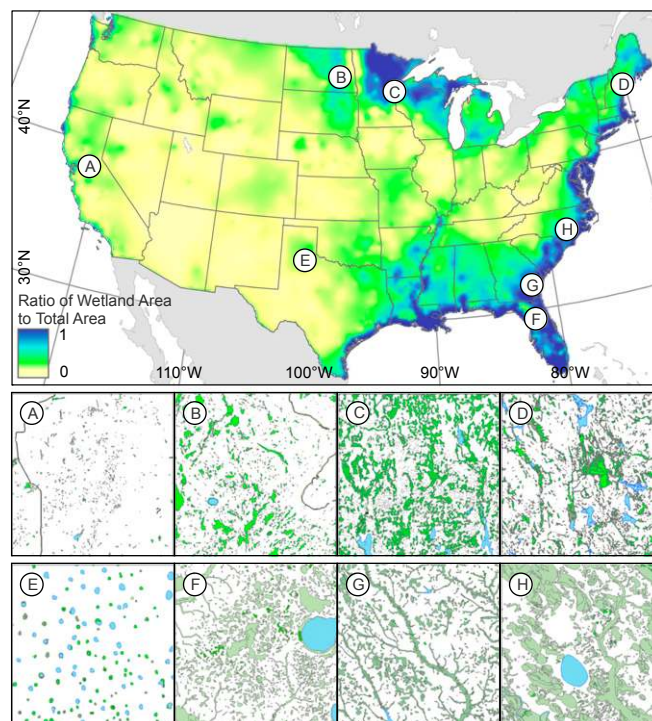 40°N
30°N
A
B
C
D
E
F
G
H
Ratio of Wetland Area
to Total Area
1
0
110°W
100°W
90°W
80°W
A
B
C
D
E
F
G
H